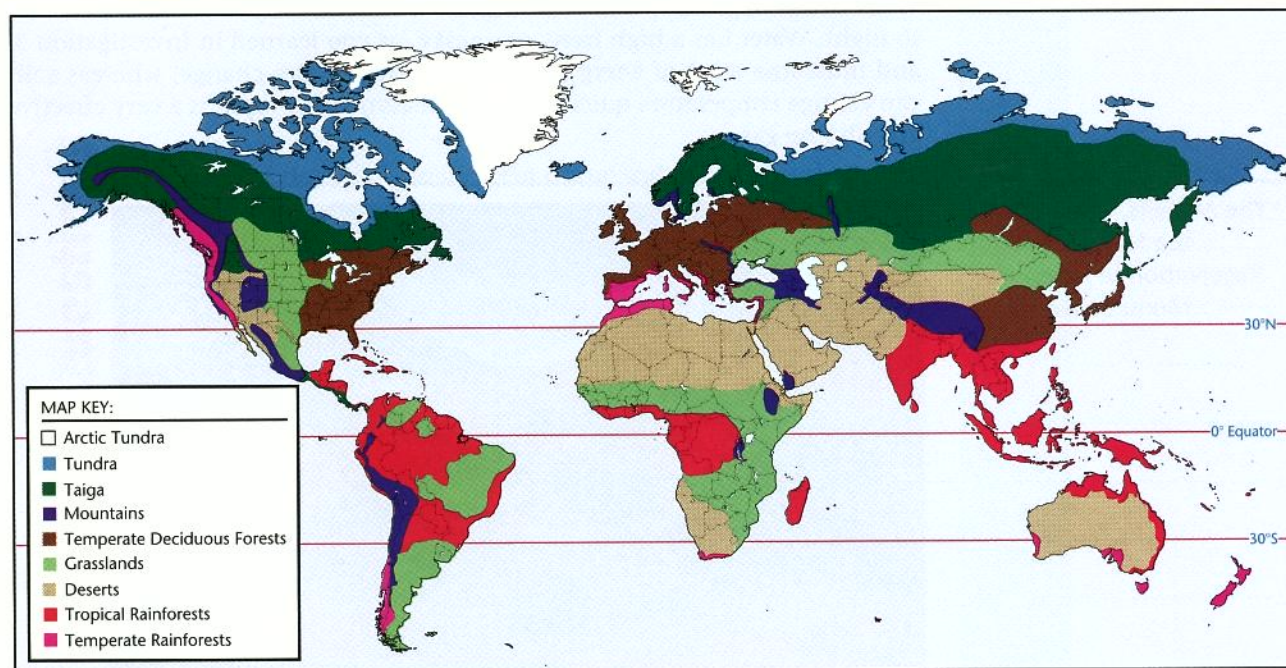 30°N
0° Equator
30°S
MAP KEY:
Arctic Tundra
Tundra
Taiga
Mountains
Temperate Deciduous Forests
Grasslands
Deserts
Tropical Rainforests
Temperate Rainforests